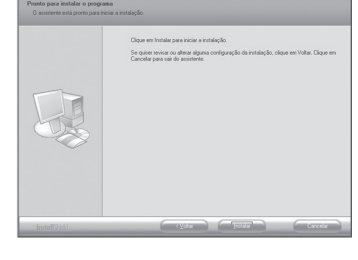 Pronto para instalar o programa
O assistente está pronto para iniciar a instalação.
Clique em Instalar para iniciar a instalação.
Se quiser revisar ou alterar alguma configuração da instalação, clique em Voltar. Clique em
Cancelar para sair do assistente.
InstallShield
< Voltar
Instalar
Cancelar